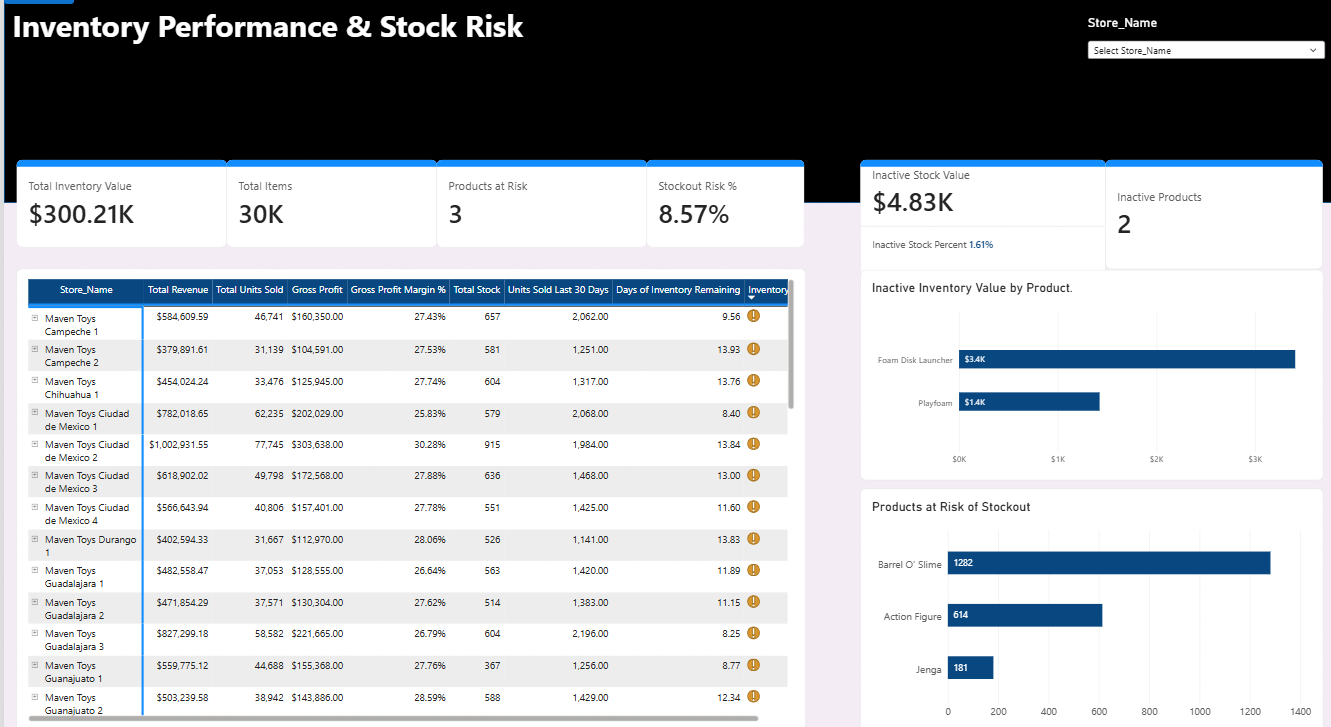 Inventory Performance & Stock Risk
Store_Name
Select Store_Name
Total Inventory Value
$300.21K
Total Items
30K
Products at Risk
3
Stockout Risk %
8.57%
Inactive Stock Value
$4.83K
Inactive Stock Percent 1.61%
Inactive Products
2
Store_Name Total Revenue Total Units Sold Gross Profit Gross Profit Margin % Total Stock Units Sold Last 30 Days Days of Inventory Remaining Inventory
Maven Toys
Campeche 1
$584,609.59 46,741 $160,350.00 27.43% 657 2,062.00 9.56
Maven Toys
Campeche 2
$379,891.61 31,139 $104,591.00 27.53% 581 1,251.00 13.93
Maven Toys
Chihuahua 1
$454,024.24 33,476 $125,945.00 27.74% 604 1,317.00 13.76
Maven Toys Ciudad
de Mexico 1
$782,018.65 62,235 $202,029.00 25.83% 579 2,068.00 8.40
Maven Toys Ciudad
de Mexico 2
$1,002,931.55 77,745 $303,638.00 30.28% 915 1,984.00 13.84
Maven Toys Ciudad
de Mexico 3
$618,902.02 49,798 $172,568.00 27.88% 636 1,468.00 13.00
Maven Toys Ciudad
de Mexico 4
$566,643.94 40,806 $157,401.00 27.78% 551 1,425.00 11.60
Maven Toys Durango
1
$402,594.33 31,667 $112,970.00 28.06% 526 1,141.00 13.83
Maven Toys
Guadalajara 1
$482,558.47 37,053 $128,555.00 26.64% 563 1,420.00 11.89
Maven Toys
Guadalajara 2
$471,854.29 37,571 $130,304.00 27.62% 514 1,383.00 11.15
Maven Toys
Guadalajara 3
$827,299.18 58,582 $221,665.00 26.79% 604 2,196.00 8.25
Maven Toys
Guanajuato 1
$559,775.12 44,688 $155,368.00 27.76% 367 1,256.00 8.77
Maven Toys
Guanajuato 2
$503,239.58 38,942 $143,886.00 28.59% 588 1,429.00 12.34
Inactive Inventory Value by Product.
Foam Disk Launcher $3.4K
Playfoam $1.4K
$0K $1K $2K $3K
Products at Risk of Stockout
Barrel O' Slime 1282
Action Figure 614
Jenga 181
0 200 400 600 800 1000 1200 1400